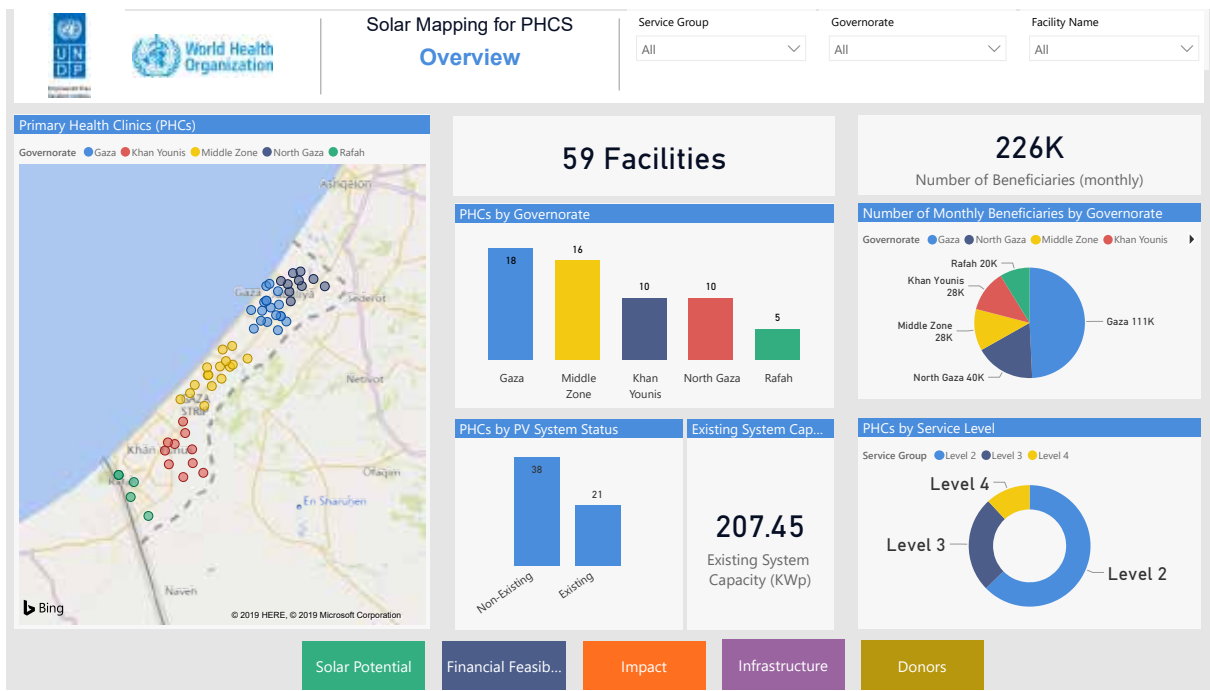 U N
D P
World Health
Organization
Solar Mapping for PHCS
Overview
Service Group
All
Governorate
All
Facility Name
All
Primary Health Clinics (PHCs)
Governorate Gaza Khan Younis Middle Zone North Gaza Rafah
Ashqelon
Gaza
Sederot
Netivot
GAZA
STRIP
Ofaqim
En Sharuhen
Naveh
Bing
© 2019 HERE, © 2019 Microsoft Corporation
59 Facilities
PHCs by Governorate
18
16
10
10
5
Gaza
Middle
Zone
Khan
Younis
North Gaza
Rafah
PHCs by PV System Status
38
21
Non-Existing
Existing
Existing System Cap...
207.45
Existing System
Capacity (KWp)
226K
Number of Beneficiaries (monthly)
Number of Monthly Beneficiaries by Governorate
Governorate Gaza North Gaza Middle Zone Khan Younis
Rafah 20K
Khan Younis
28K
Middle Zone
28K
North Gaza 40K
Gaza 111K
PHCs by Service Level
Service Group Level 2 Level 3 Level 4
Level 4
Level 3
Level 2
Solar Potential
Financial Feasib...
Impact
Infrastructure
Donors